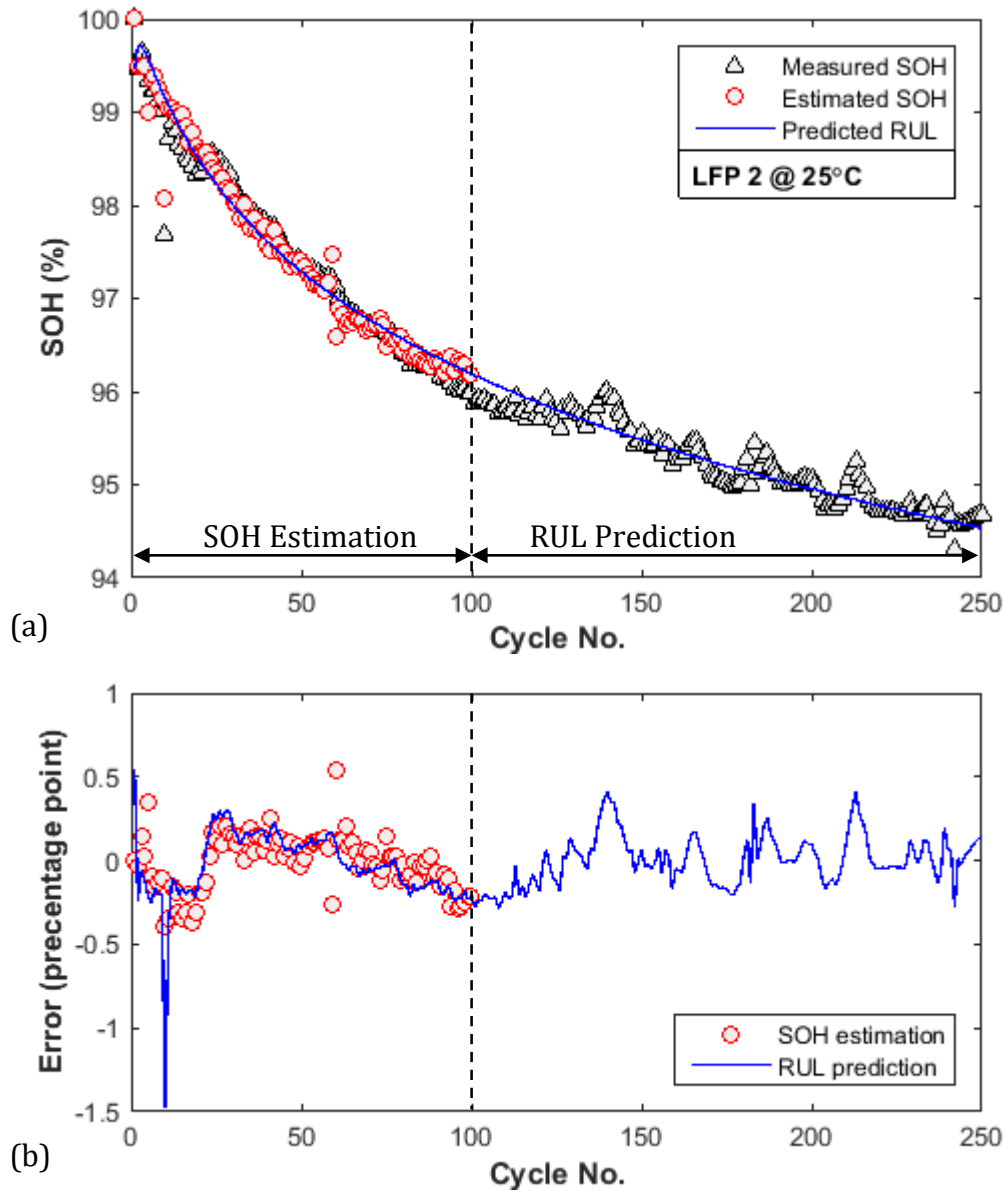 (a)
SOH (%)
100
99
98
97
96
95
94
Measured SOH
Estimated SOH
Predicted RUL
LFP 2 @ 25°C
SOH Estimation
RUL Prediction
0
50
100
150
200
250
Cycle No.
(b)
Error (precentage point)
1
0.5
0
-0.5
-1
-1.5
SOH estimation
RUL prediction
0
50
100
150
200
250
Cycle No.